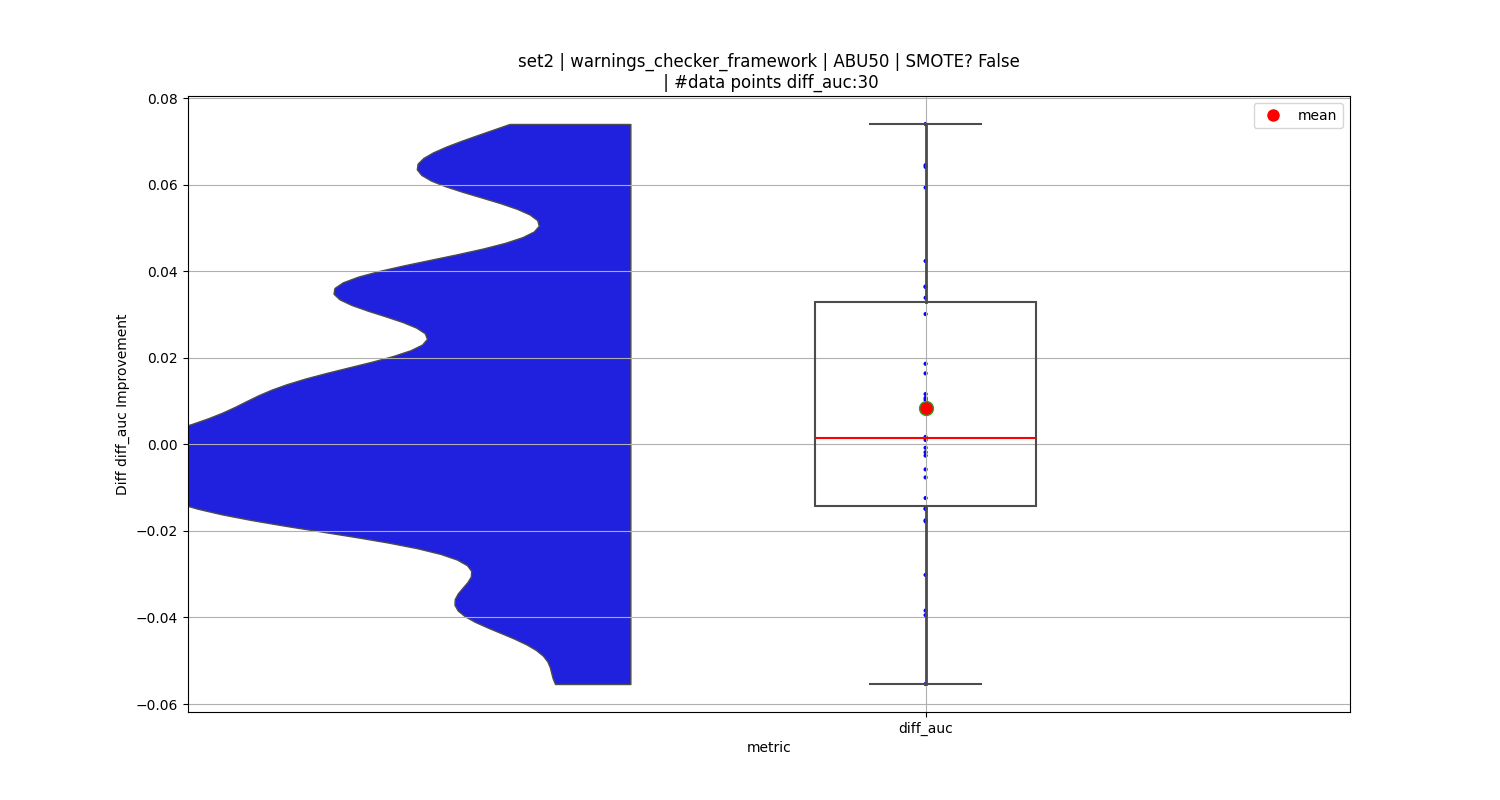 set2 | warnings_checker_framework | ABU50 | SMOTE? False
| #data points diff_auc:30
mean
0.08
0.06
0.04
0.02
0.00
−0.02
−0.04
−0.06
Diff diff_auc Improvement
diff_auc
metric